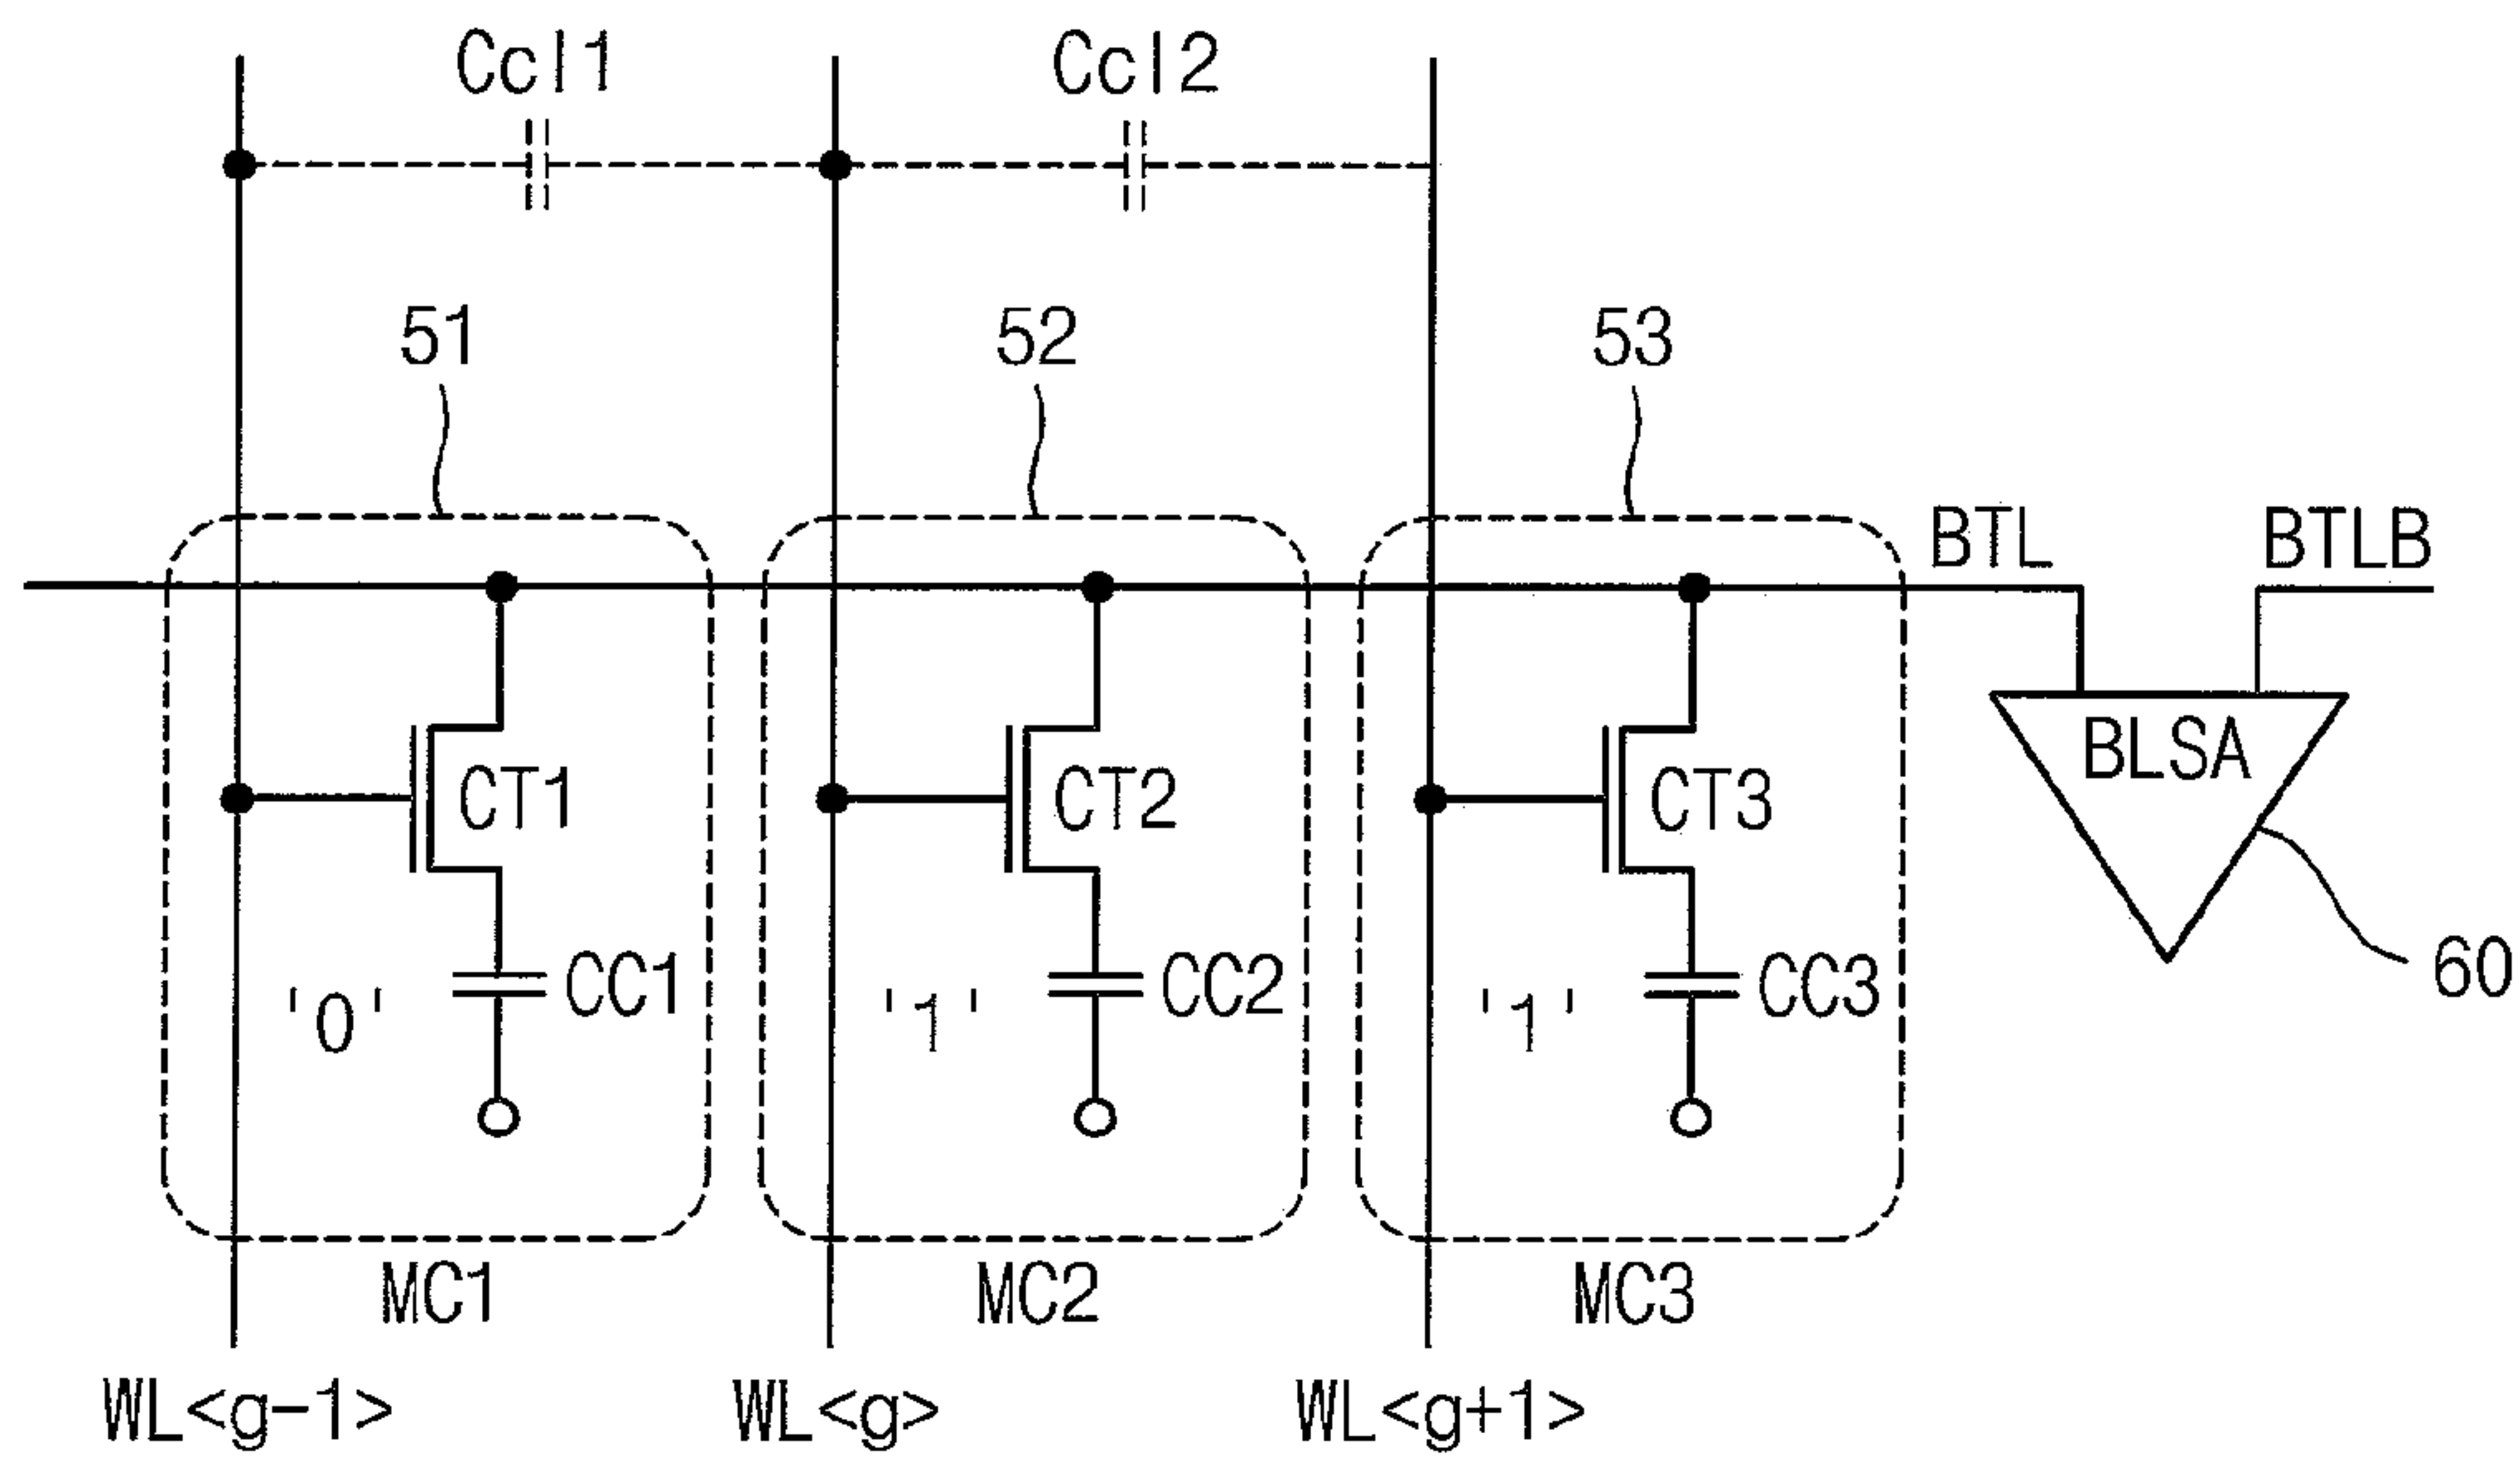 Ccl1 Ccl2
51 52 53
BTL BTLB
BLSA
CT1 CT2 CT3
60
CC1 CC2 CC3
'0' '1' '1'
MC1 MC2 MC3
WL<g-1> WL<g> WL<g+1>